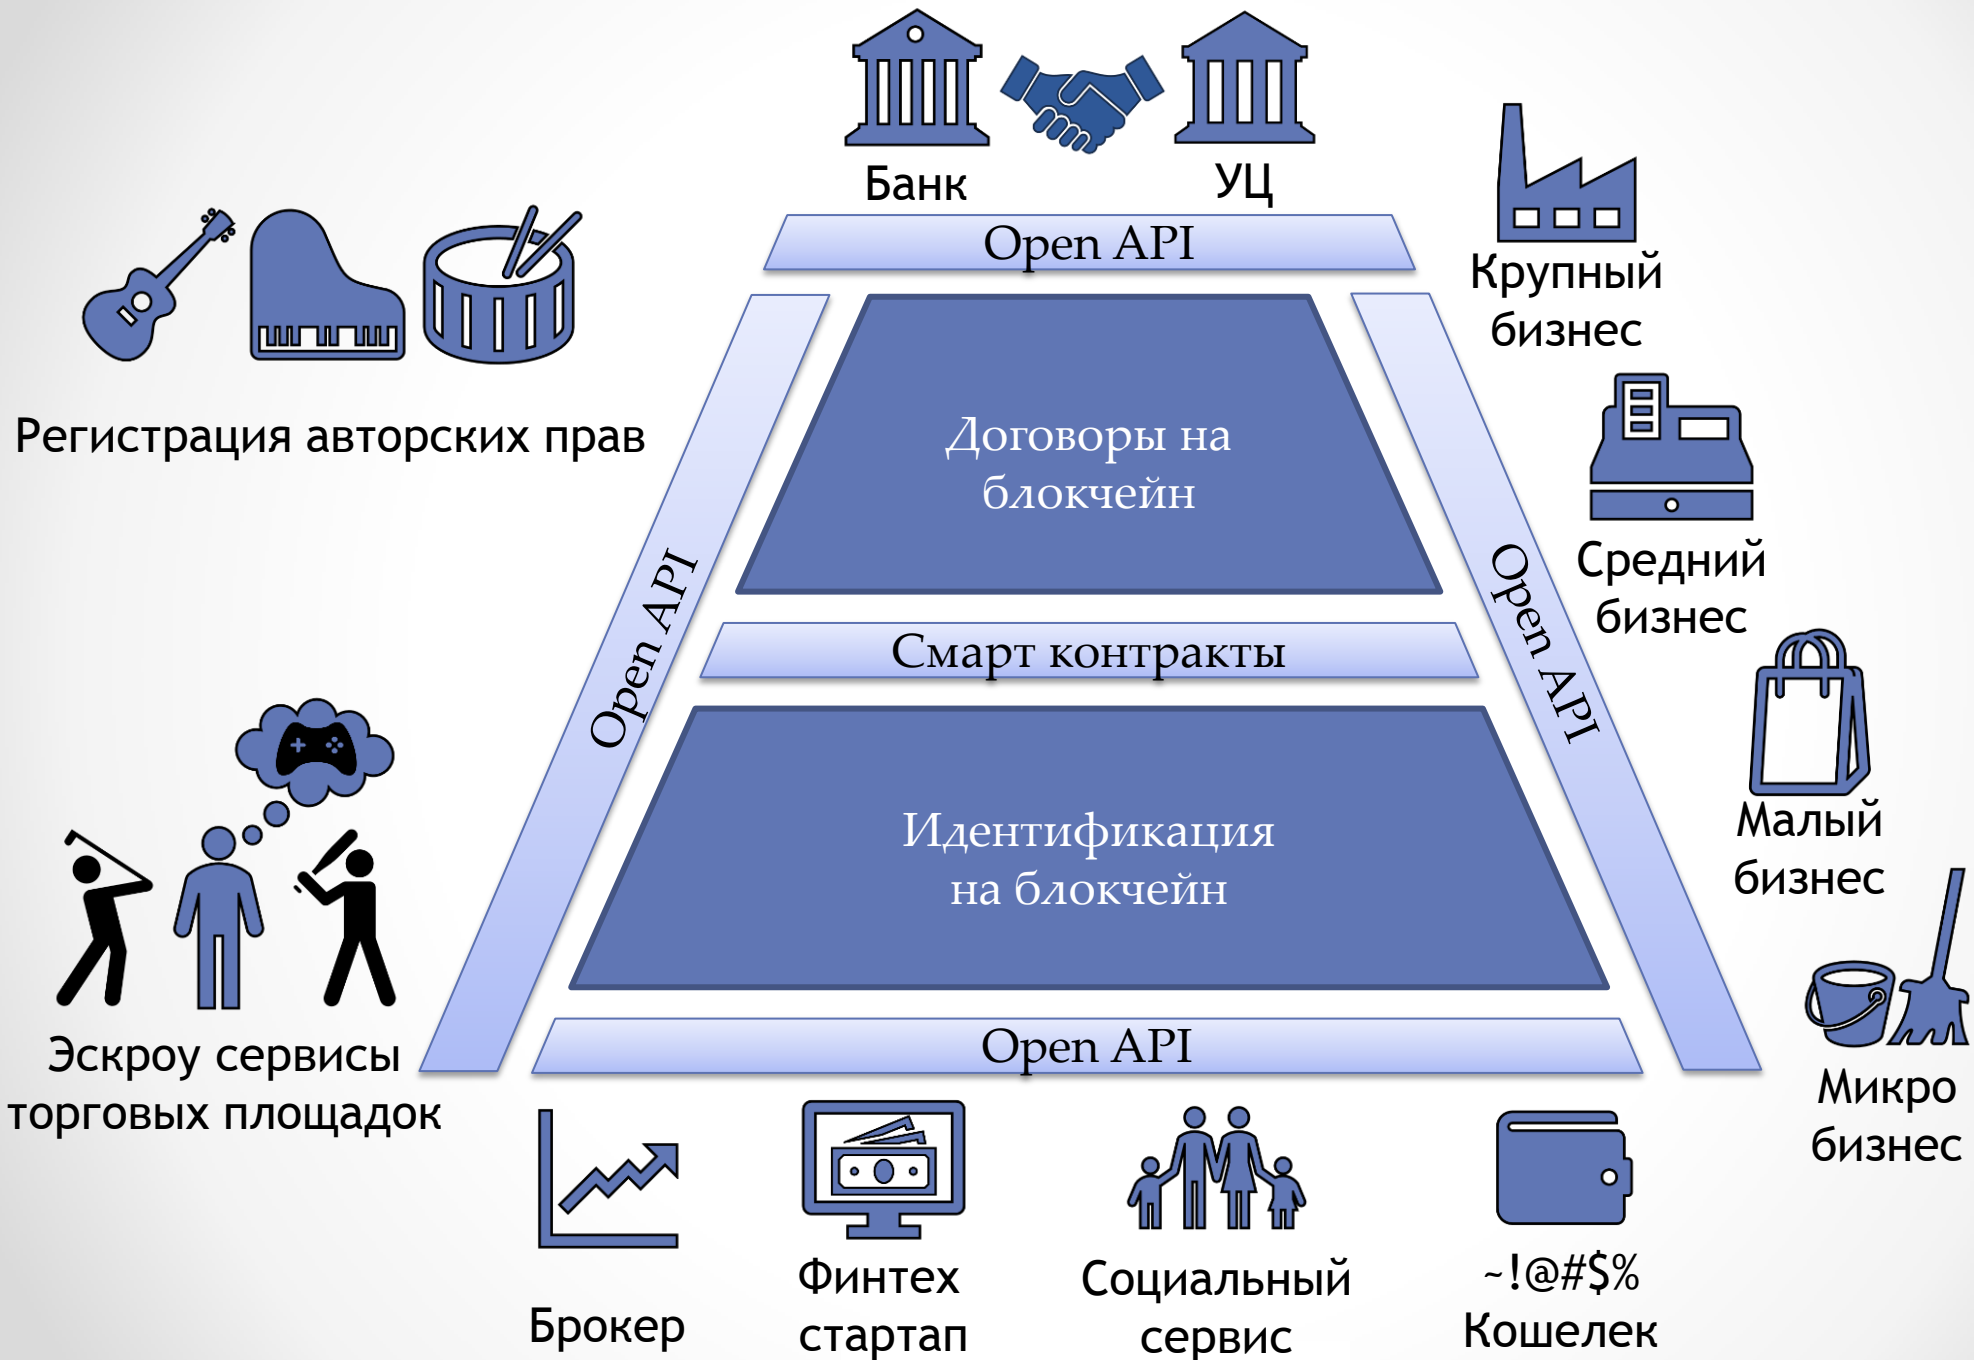 Банк
УЦ
Open API
Крупный
бизнес
Регистрация авторских прав
Договоры на
блокчейн
Средний
бизнес
Open API
Open API
Смарт контракты
Малый
бизнес
Идентификация
на блокчейн
Open API
Эскроу сервисы
торговых площадок
Микро
бизнес
Брокер
Финтех
стартап
Социальный
сервис
~!@#$%
Кошелек